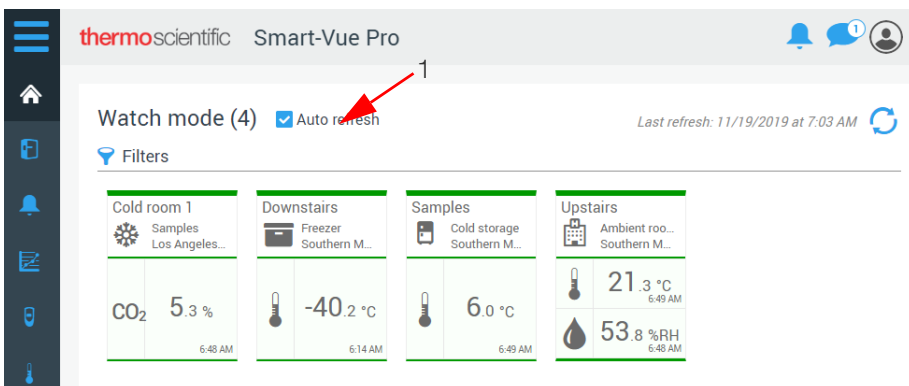 thermoscientific Smart-Vue Pro
1
1
Watch mode (4) Auto refresh Last refresh: 11/19/2019 at 7:03 AM
Filters
Cold room 1
Samples
Los Angeles...
CO₂ 5.3 %
6:48 AM
Downstairs
Freezer
Southern M...
-40.2 °C
6:14 AM
Samples
Cold storage
Southern M...
6.0 °C
6:49 AM
Upstairs
H
Ambient roo...
Southern M...
21.3 °C
6:49 AM
53.8 %RH
6:48 AM